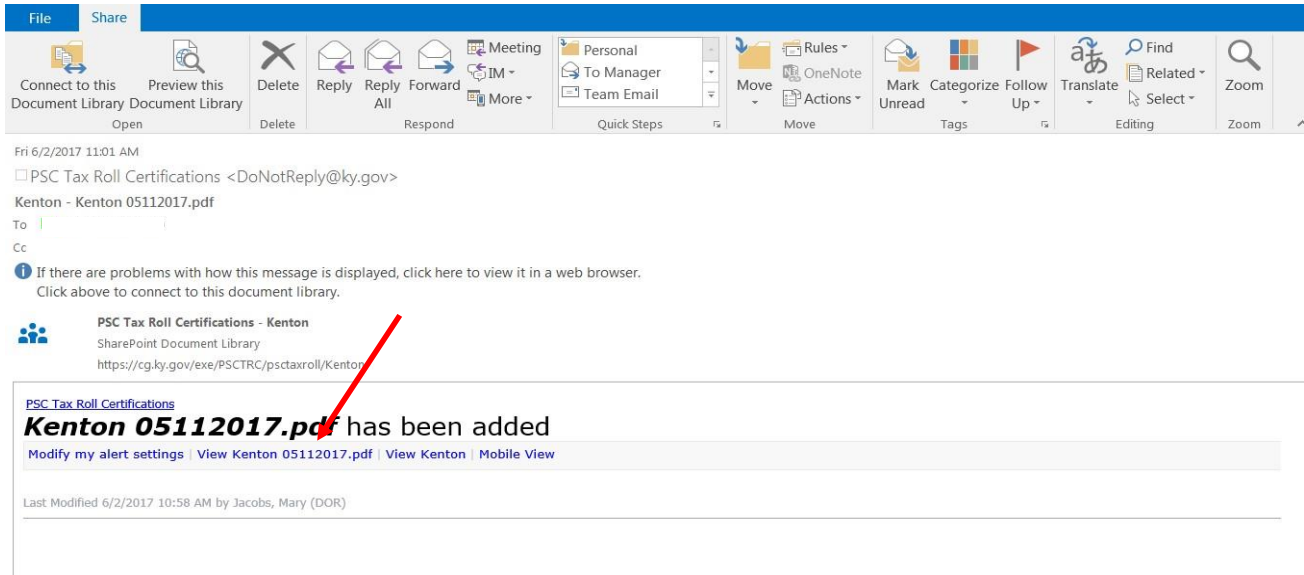 File Share
Connect to this Document Library
Preview this Document Library
Open
Delete
Delete
Reply
Reply All
Forward
Meeting
IM
More
Respond
Personal
To Manager
Team Email
Quick Steps
Move
Rules
OneNote
Actions
Move
Mark Unread
Categorize
Follow Up
Tags
Translate
Find
Related
Select
Editing
Zoom
Zoom
Fri 6/2/2017 11:01 AM
PSC Tax Roll Certifications <DoNotReply@ky.gov>
Kenton - Kenton 05112017.pdf
To
Cc
If there are problems with how this message is displayed, click here to view it in a web browser.
Click above to connect to this document library.
PSC Tax Roll Certifications - Kenton
SharePoint Document Library
https://cg.ky.gov/exe/PSCTRC/psctaxroll/Kenton
PSC Tax Roll Certifications
Kenton 05112017.pdf has been added
Modify my alert settings | View Kenton 05112017.pdf | View Kenton | Mobile View
Last Modified 6/2/2017 10:58 AM by Jacobs, Mary (DOR)